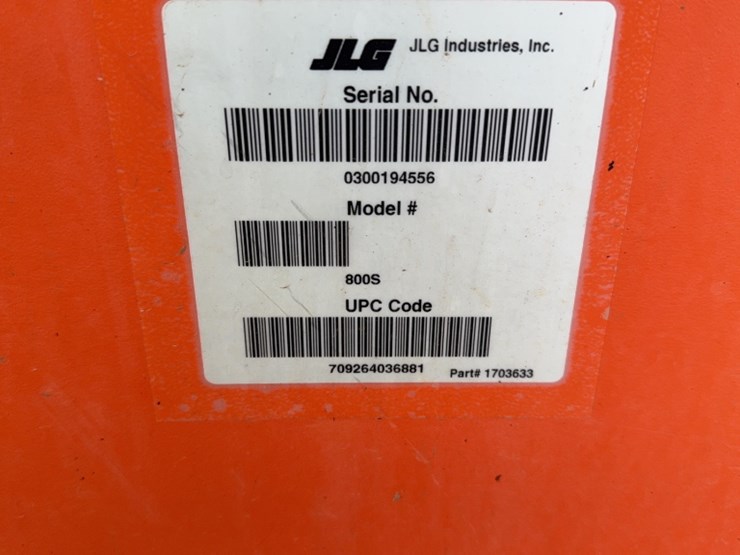 JLG JLG Industries, Inc.
Serial No.
0300194556
Model #
800S
UPC Code
709264036881
Part# 1703633